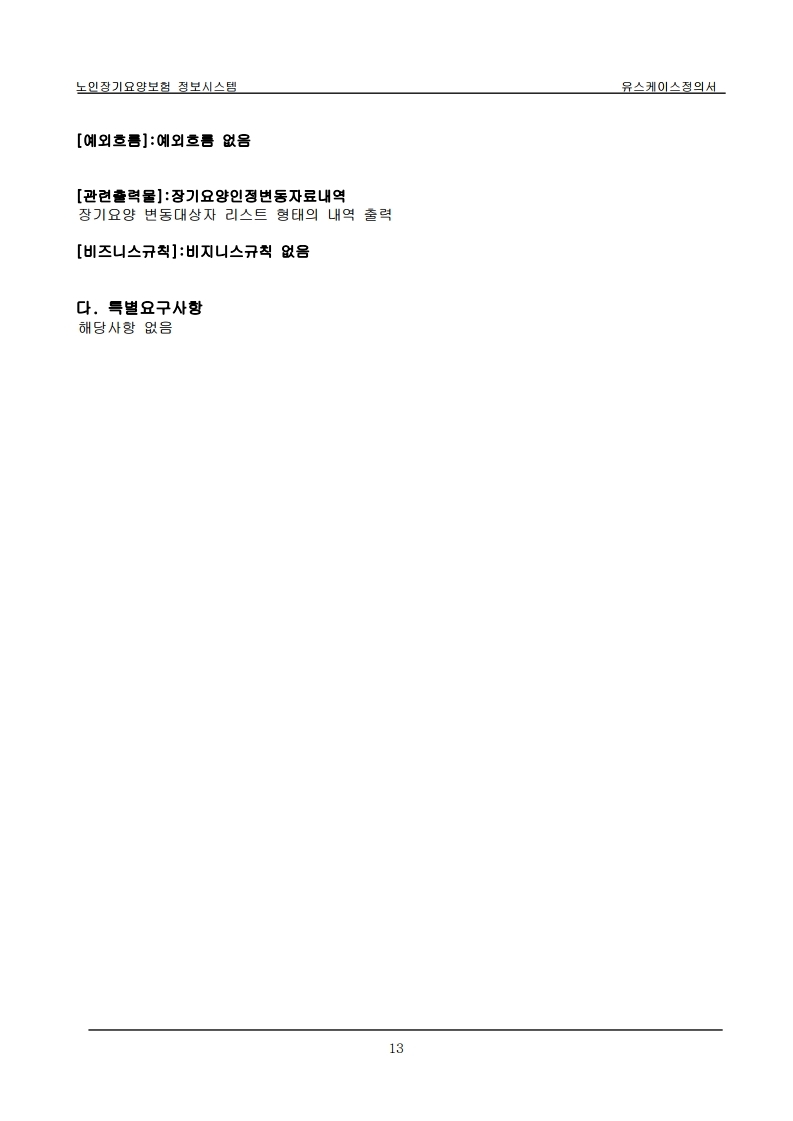 노인장기요양보험 정보시스템 유스케이스정의서
[예외흐름]:예외흐름 없음
[관련출력물]:장기요양인정변동자료내역
장기요양 변동대상자 리스트 형태의 내역 출력
[비즈니스규칙]:비지니스규칙 없음
다. 특별요구사항
해당사항 없음
13